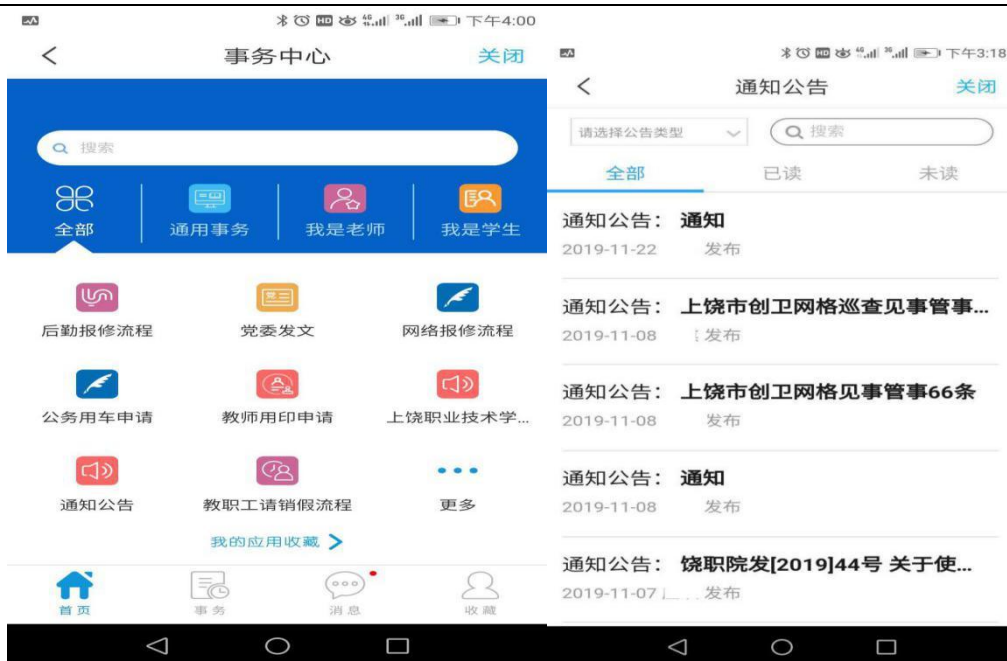 下午4:00
事务中心
关闭
搜索
全部
通用事务
我是老师
我是学生
后勤报修流程
党委发文
网络报修流程
公务用车申请
教师用印申请
上饶职业技术学...
通知公告
教职工请销假流程
更多
我的应用收藏
首页
事务
消息
收藏
下午3:18
通知公告
关闭
请选择公告类型
搜索
全部
已读
未读
通知公告： 通知
2019-11-22 发布
通知公告： 上饶市创卫网格巡查见事管事...
2019-11-08 发布
通知公告： 上饶市创卫网格见事管事66条
2019-11-08 发布
通知公告： 通知
2019-11-08 发布
通知公告： 饶职院发[2019]44号 关于使...
2019-11-07 发布